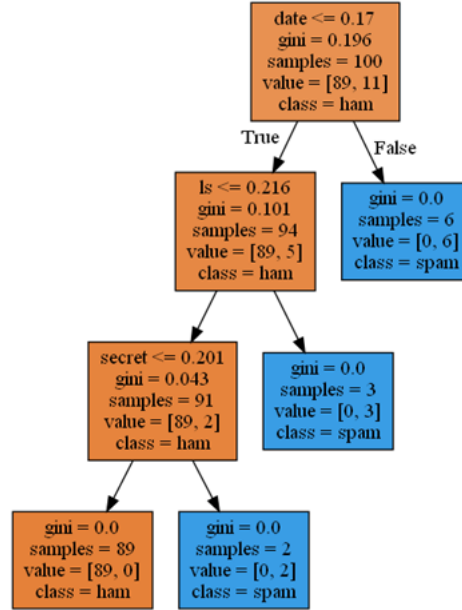 date <= 0.17
gini = 0.196
samples = 100
value = [89, 11]
class = ham
True
False
ls <= 0.216
gini = 0.101
samples = 94
value = [89, 5]
class = ham
gini = 0.0
samples = 6
value = [0, 6]
class = spam
secret <= 0.201
gini = 0.043
samples = 91
value = [89, 2]
class = ham
gini = 0.0
samples = 3
value = [0, 3]
class = spam
gini = 0.0
samples = 89
value = [89, 0]
class = ham
gini = 0.0
samples = 2
value = [0, 2]
class = spam